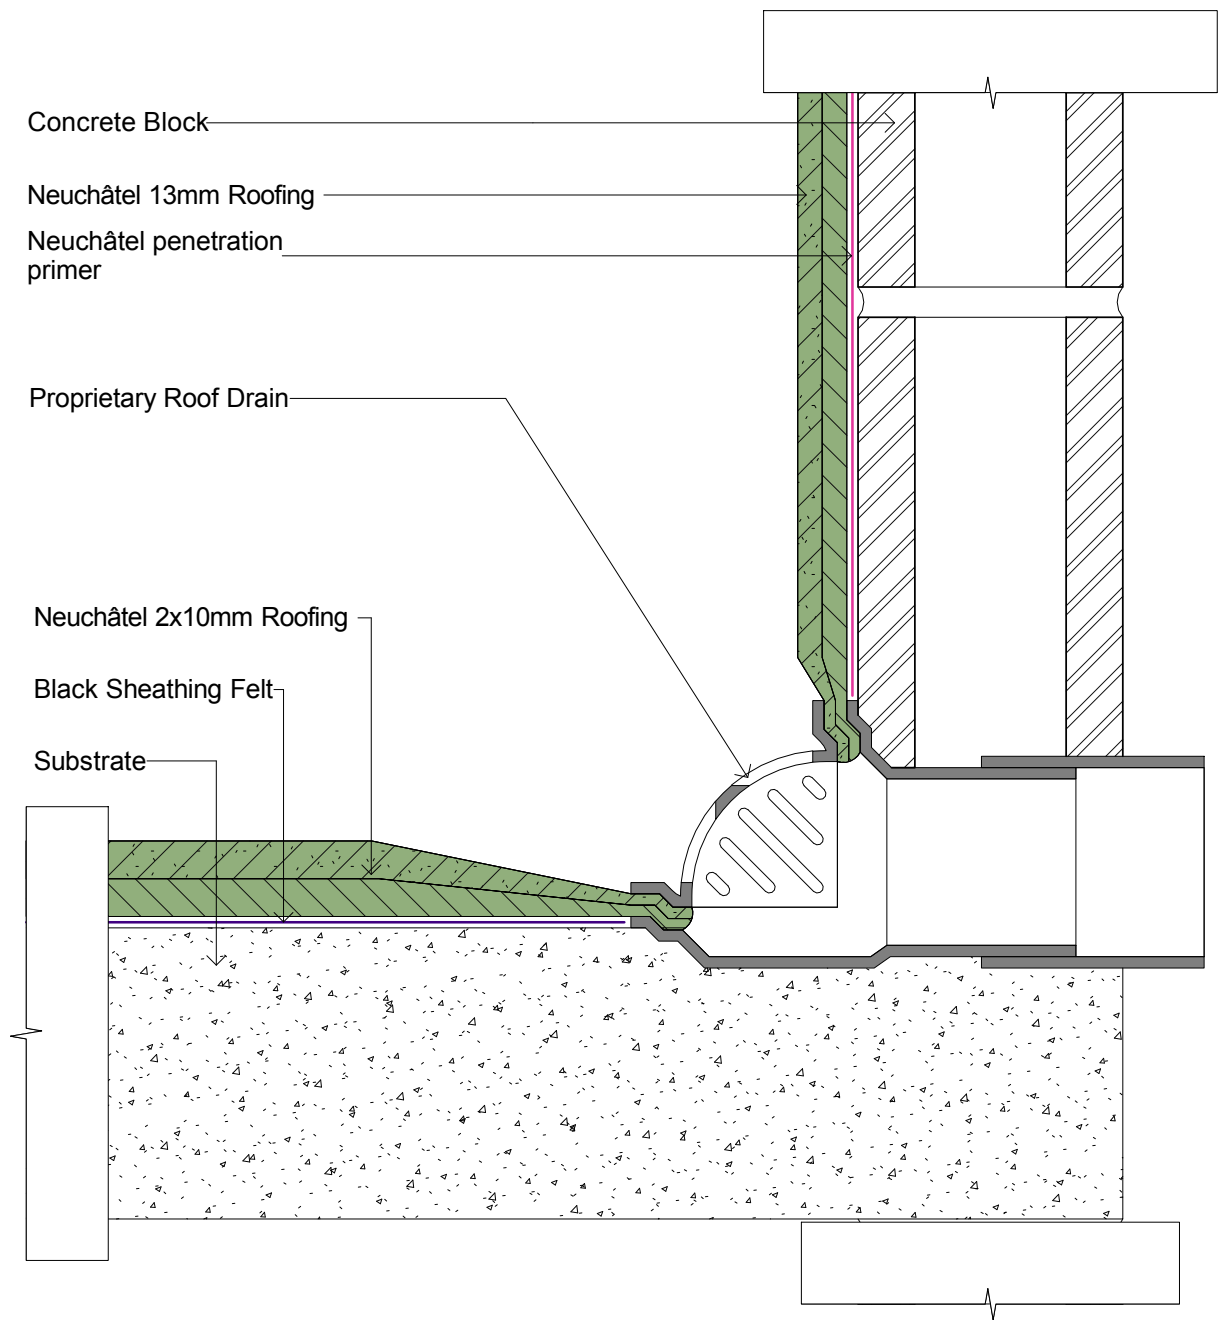 Concrete Block
Neuchâtel 13mm Roofing
Neuchâtel penetration
primer
Proprietary Roof Drain
Neuchâtel 2x10mm Roofing
Black Sheathing Felt
Substrate